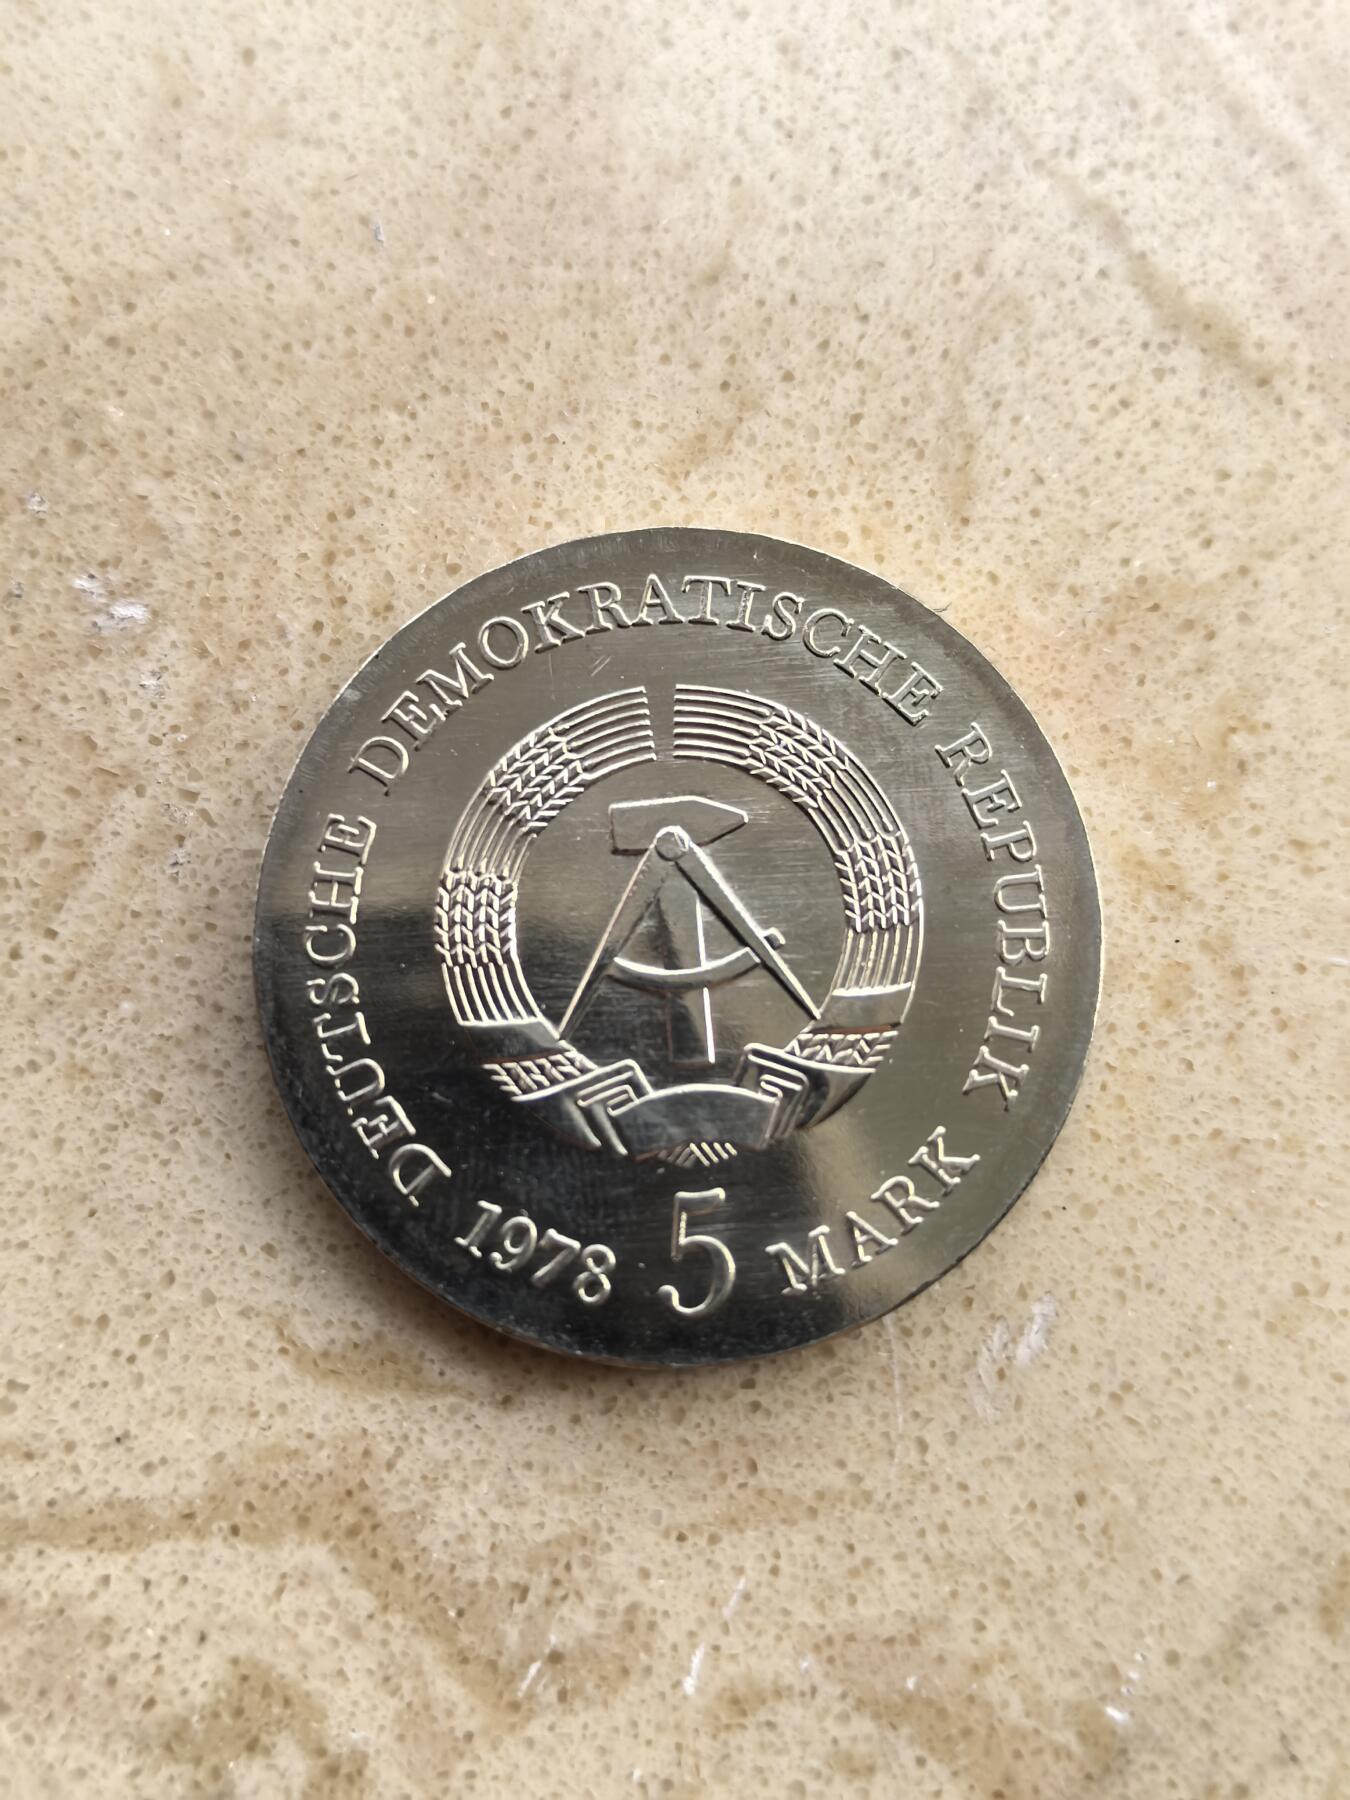 DEUTSCHE DEMOKRATISCHE REPUBLIK
1978 5 MARK